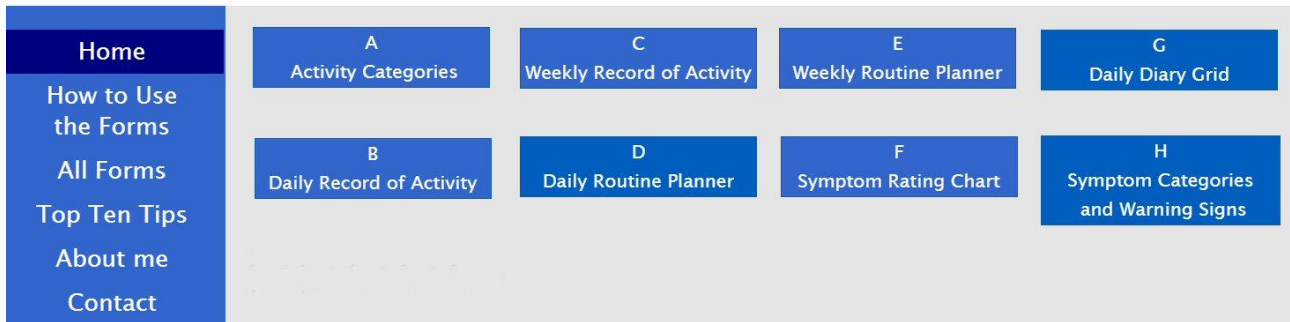 Home
How to Use
the Forms
All Forms
Top Ten Tips
About me
Contact
A
Activity Categories
B
Daily Record of Activity
C
Weekly Record of Activity
D
Daily Routine Planner
E
Weekly Routine Planner
F
Symptom Rating Chart
G
Daily Diary Grid
H
Symptom Categories
and Warning Signs